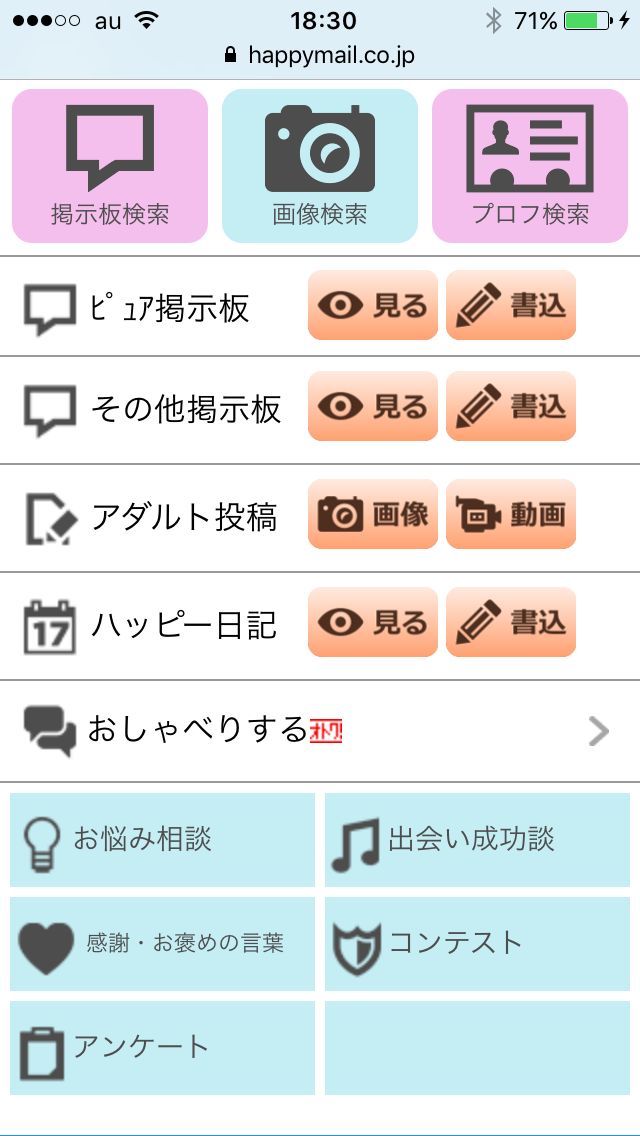 au 18:30 71%
happymail.co.jp
掲示板検索 画像検索 プロフ検索
ﾋﾟｭｱ掲示板 見る 書込
その他掲示板 見る 書込
アダルト投稿 画像 動画
17 ハッピー日記 見る 書込
おしゃべりするｵﾄｸ!
お悩み相談 出会い成功談
感謝・お褒めの言葉 コンテスト
アンケート